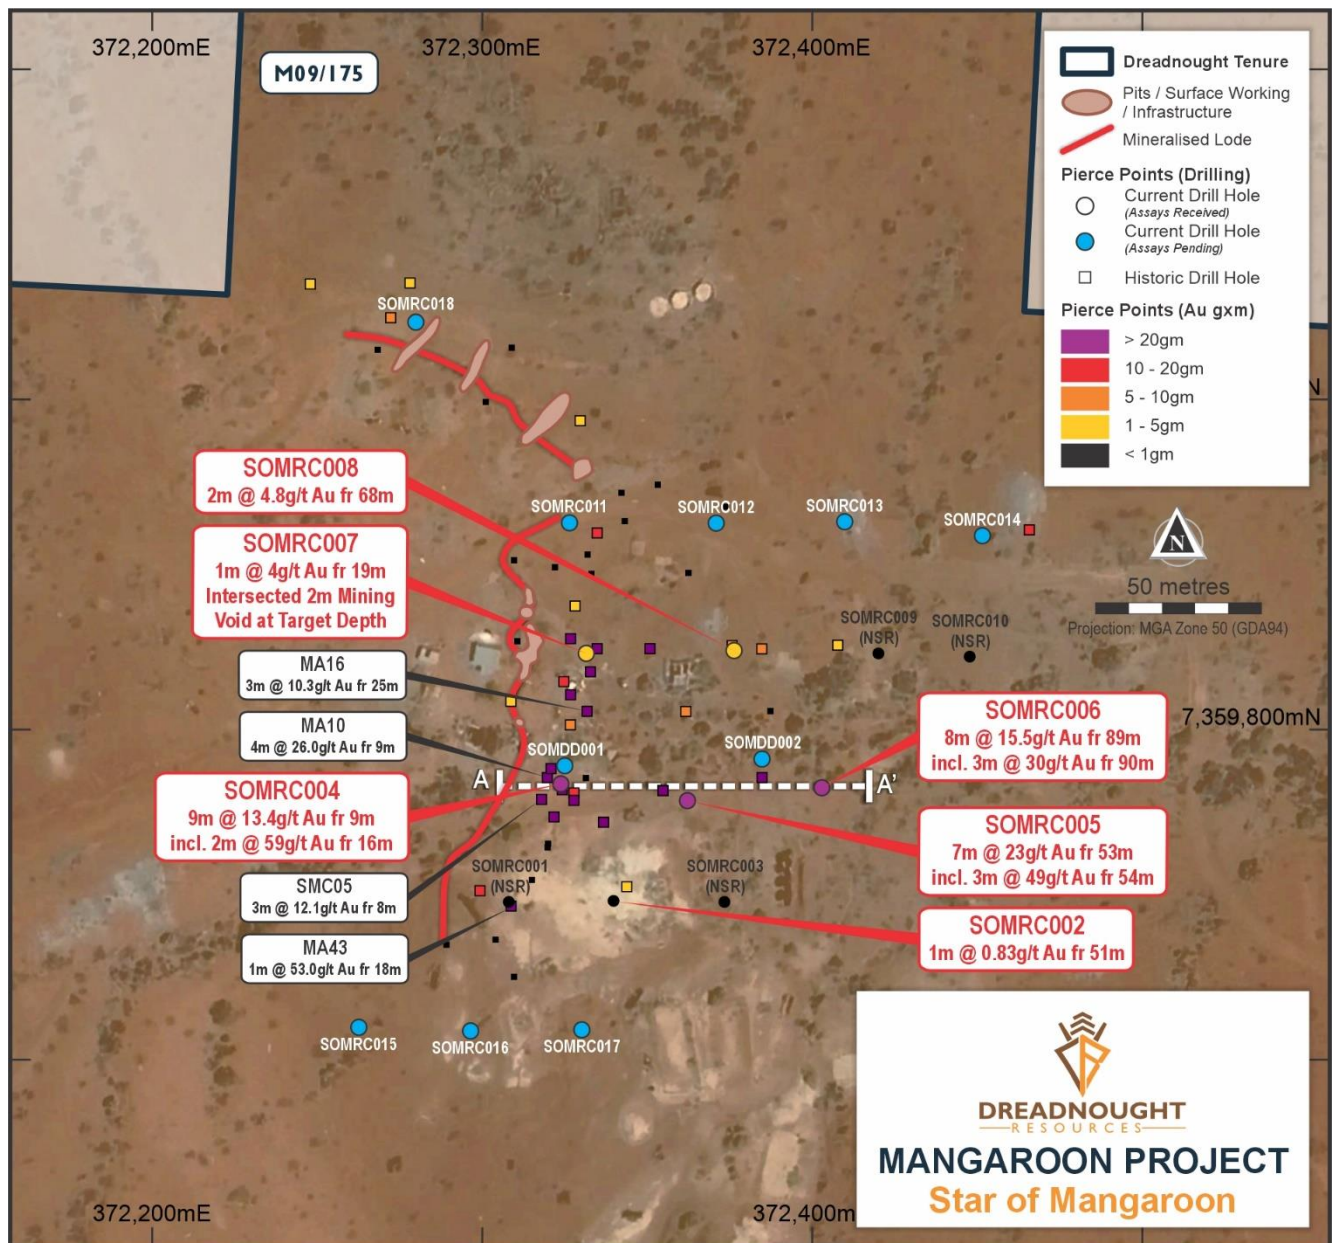 372,200mE
372,300mE
372,400mE
M09/175
Dreadnought Tenure
Pits / Surface Working
/ Infrastructure
Mineralised Lode
Pierce Points (Drilling)
Current Drill Hole
(Assays Received)
Current Drill Hole
(Assays Pending)
Historic Drill Hole
Pierce Points (Au gxm)
> 20gm
10 - 20gm
5 - 10gm
1 - 5gm
< 1gm
N
N
50 metres
Projection: MGA Zone 50 (GDA94)
SOMRC018
SOMRC008
2m @ 4.8g/t Au fr 68m
SOMRC011
SOMRC012
SOMRC013
SOMRC014
SOMRC007
1m @ 4g/t Au fr 19m
Intersected 2m Mining
Void at Target Depth
SOMRC009
(NSR)
SOMRC010
(NSR)
MA16
3m @ 10.3g/t Au fr 25m
MA10
4m @ 26.0g/t Au fr 9m
7,359,800mN
SOMRC006
8m @ 15.5g/t Au fr 89m
incl. 3m @ 30g/t Au fr 90m
SOMDD001
SOMDD002
A
A'
SOMRC004
9m @ 13.4g/t Au fr 9m
incl. 2m @ 59g/t Au fr 16m
SOMRC005
7m @ 23g/t Au fr 53m
incl. 3m @ 49g/t Au fr 54m
SOMRC001
(NSR)
SOMRC003
(NSR)
SMC05
3m @ 12.1g/t Au fr 8m
MA43
1m @ 53.0g/t Au fr 18m
SOMRC002
1m @ 0.83g/t Au fr 51m
SOMRC015
SOMRC016
SOMRC017
DREADNOUGHT
RESOURCES
MANGAROON PROJECT
Star of Mangaroon
372,200mE
372,400m